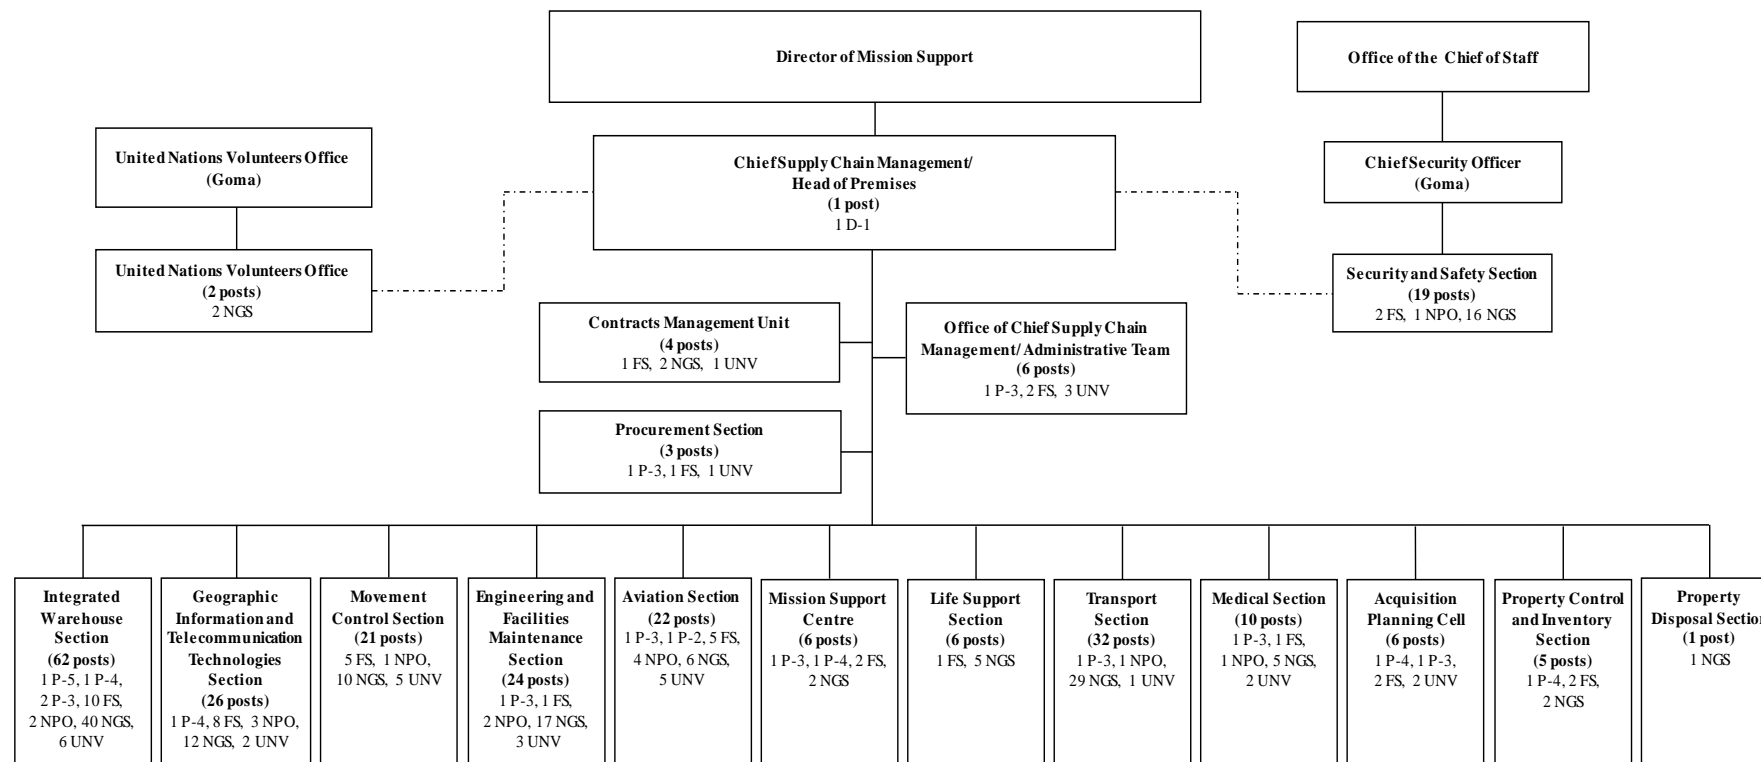 Director of Mission Support
Office of the Chief of Staff
United Nations Volunteers Office
(Goma)
Chief Supply Chain Management/
Head of Premises
(1 post)
1 D-1
Chief Security Officer
(Goma)
United Nations Volunteers Office
(2 posts)
2 NGS
Security and Safety Section
(19 posts)
2 FS, 1 NPO, 16 NGS
Contracts Management Unit
(4 posts)
1 FS, 2 NGS, 1 UNV
Office of Chief Supply Chain
Management/ Administrative Team
(6 posts)
1 P-3, 2 FS, 3 UNV
Procurement Section
(3 posts)
1 P-3, 1 FS, 1 UNV
Integrated
Warehouse
Section
(62 posts)
1 P-5, 1 P-4,
2 P-3, 10 FS,
2 NPO, 40 NGS,
6 UNV
Geographic
Information and
Telecommunication
Technologies
Section
(26 posts)
1 P-4, 8 FS, 3 NPO,
12 NGS, 2 UNV
Movement
Control Section
(21 posts)
5 FS, 1 NPO,
10 NGS, 5 UNV
Engineering and
Facilities
Maintenance
Section
(24 posts)
1 P-3, 1 FS,
2 NPO, 17 NGS,
3 UNV
Aviation Section
(22 posts)
1 P-3, 1 P-2, 5 FS,
4 NPO, 6 NGS,
5 UNV
Mission Support
Centre
(6 posts)
1 P-3, 1 P-4, 2 FS,
2 NGS
Life Support
Section
(6 posts)
1 FS, 5 NGS
Transport
Section
(32 posts)
1 P-3, 1 NPO,
29 NGS, 1 UNV
Medical Section
(10 posts)
1 P-3, 1 FS,
1 NPO, 5 NGS,
2 UNV
Acquisition
Planning Cell
(6 posts)
1 P-4, 1 P-3,
2 FS, 2 UNV
Property Control
and Inventory
Section
(5 posts)
1 P-4, 2 FS,
2 NGS
Property
Disposal Section
(1 post)
1 NGS